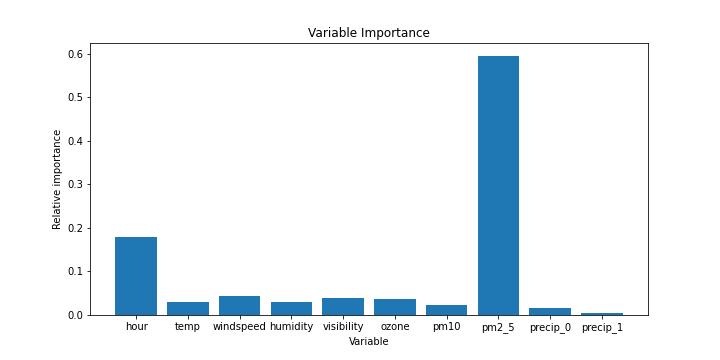 Variable Importance
Relative importance
0.6
0.5
0.4
0.3
0.2
0.1
0.0
hour temp windspeed humidity visibility ozone pm10 pm2_5 precip_0 precip_1
Variable